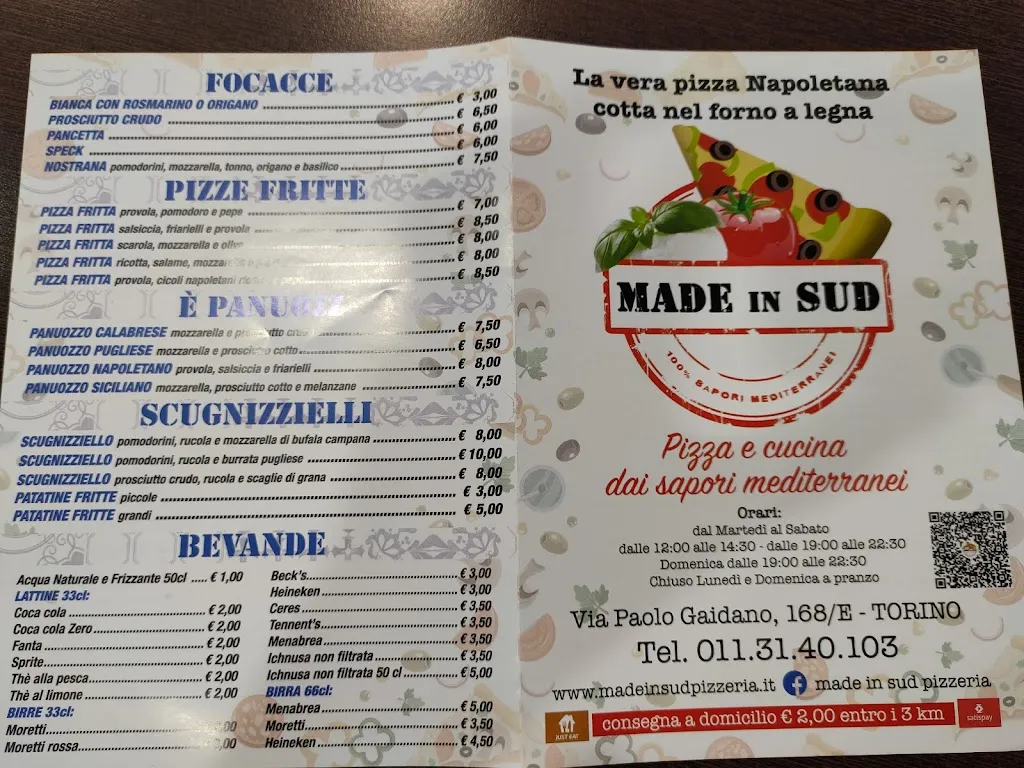 FOCACCE
BIANCA CON ROSMARINO O ORIGANO € 3,00
PROSCIUTTO CRUDO € 6,50
PANCETTA € 6,00
SPECK € 6,00
NOSTRANA pomodorini, mozzarella, tonno, origano e basilico € 7,50
PIZZE FRITTE
PIZZA FRITTA provola, pomodoro e pepe € 7,00
PIZZA FRITTA salsiccia, friarielli e provola € 8,50
PIZZA FRITTA scarola, mozzarella e olive € 8,00
PIZZA FRITTA ricotta, salame, € 8,00
PIZZA FRITTA provola, cicoli napoletani € 8,50
È
PANUOZZO CALABRESE mozzarella e prosciutto crudo € 7,50
PANUOZZO PUGLIESE mozzarella e prosciutto cotto € 6,50
PANUOZZO NAPOLETANO provola, salsiccia e friarielli € 8,00
PANUOZZO SICILIANO mozzarella, prosciutto cotto e melanzane € 7,50
SCUGNIZZIELLI
SCUGNIZZIELLO pomodorini, rucola e mozzarella di bufala campana € 8,00
SCUGNIZZIELLO pomodorini, rucola e burrata pugliese € 10,00
SCUGNIZZIELLO prosciutto crudo, rucola e scaglie di grana € 8,00
PATATINE FRITTE piccole € 3,00
PATATINE FRITTE grandi € 5,00
BEVANDE
Acqua Naturale e Frizzante 50cl ..... € 1,00
LATTINE 33cl:
Coca cola € 2,00
Coca cola Zero € 2,00
Fanta € 2,00
Sprite € 2,00
Thè alla pesca € 2,00
Thè al limone € 2,00
BIRRE 33cl:
Moretti
Moretti rossa
Beck's € 3,00
Heineken € 3,00
Ceres € 3,50
Tennent's € 3,50
Menabrea € 3,50
Ichnusa non filtrata € 3,50
Ichnusa non filtrata 50 cl € 5,00
BIRRA 66cl:
Menabrea € 5,00
Moretti € 3,50
Heineken € 4,50
La vera pizza Napoletana
cotta nel forno a legna
MADE IN SUD
100% SAPORI MEDITERRANEI
Pizza e cucina
dai sapori mediterranei
Orari:
dal Martedì al Sabato
dalle 12:00 alle 14:30 - dalle 19:00 alle 22:30
Domenica dalle 19:00 alle 22:30
Chiuso Lunedì e Domenica a pranzo
Via Paolo Gaidano, 168/E - TORINO
Tel. 011.31.40.103
www.madeinsudpizzeria.it f made in sud pizzeria
JUST EAT
consegna a domicilio € 2,00 entro i 3 km
satispay